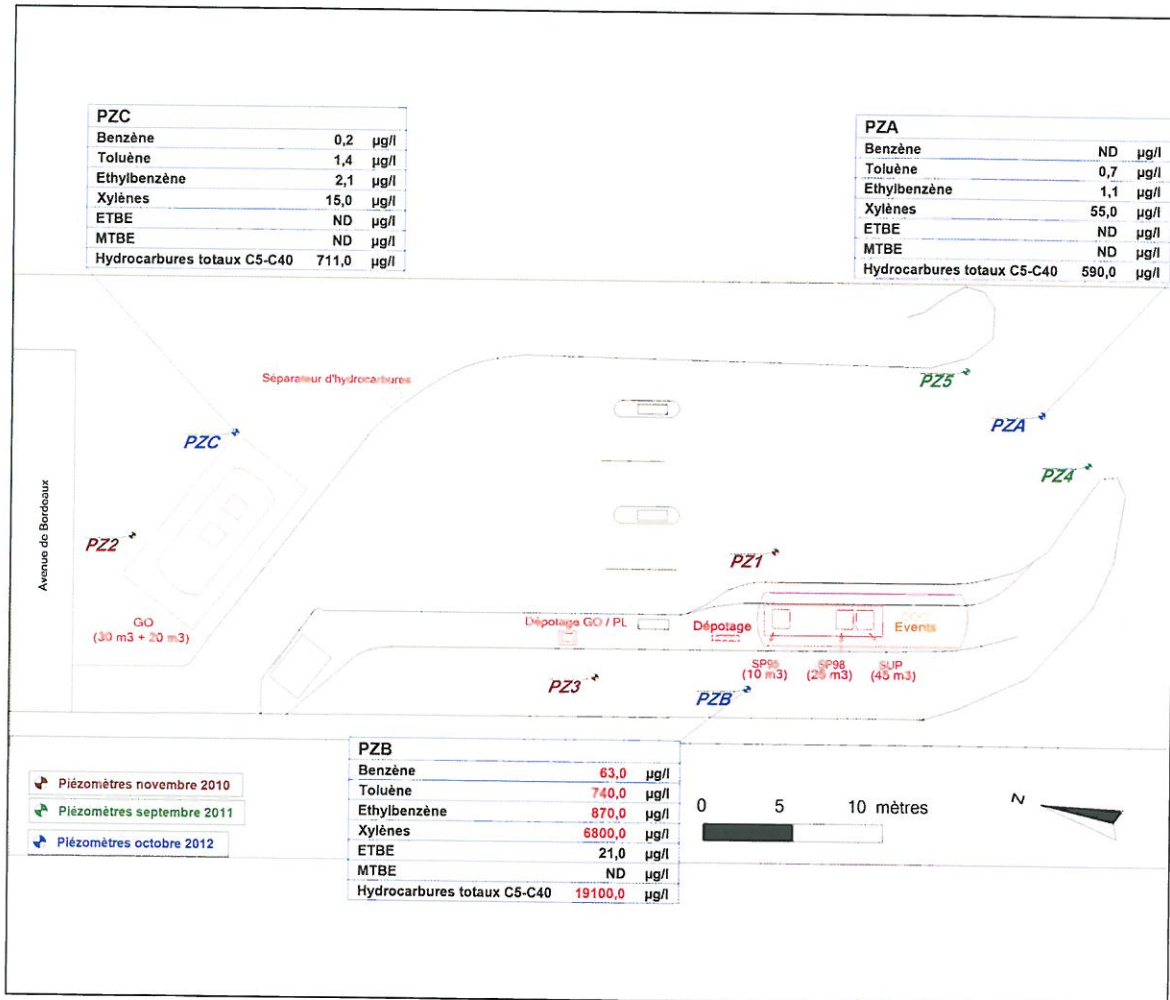 PZC
Benzène 0,2 µg/l
Toluène 1,4 µg/l
Ethylbenzène 2,1 µg/l
Xylènes 15,0 µg/l
ETBE ND µg/l
MTBE ND µg/l
Hydrocarbures totaux C5-C40 711,0 µg/l
PZA
Benzène ND µg/l
Toluène 0,7 µg/l
Ethylbenzène 1,1 µg/l
Xylènes 55,0 µg/l
ETBE ND µg/l
MTBE ND µg/l
Hydrocarbures totaux C5-C40 590,0 µg/l
Séparateur d'hydrocarbures
PZ5
PZC
PZA
PZ4
Avenue de Bordeaux
PZ2
PZ1
GO
(30 m3 + 20 m3)
Dépotage GO / PL
Dépotage
Events
SP95
(10 m3)
SP98
(25 m3)
SUP
(45 m3)
PZ3
PZB
PZB
Benzène 63,0 µg/l
Toluène 740,0 µg/l
Ethylbenzène 870,0 µg/l
Xylènes 6800,0 µg/l
ETBE 21,0 µg/l
MTBE ND µg/l
Hydrocarbures totaux C5-C40 19100,0 µg/l
Piézomètres novembre 2010
Piézomètres septembre 2011
Piézomètres octobre 2012
0 5 10 mètres
N